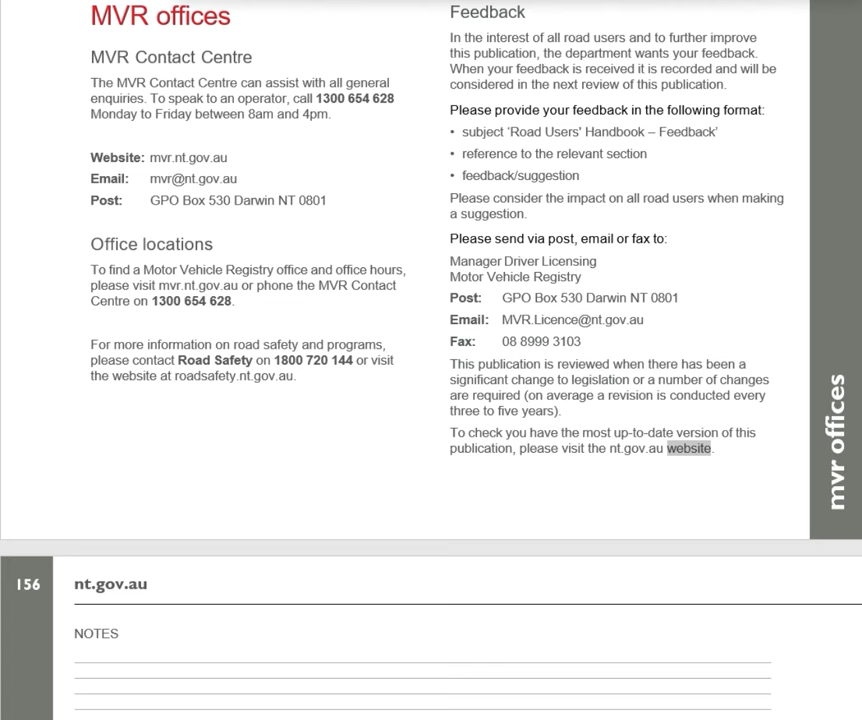 MVR offices
MVR Contact Centre
The MVR Contact Centre can assist with all general
enquiries. To speak to an operator, call 1300 654 628
Monday to Friday between 8am and 4pm.
Website: mvr.nt.gov.au
Email: mvr@nt.gov.au
Post: GPO Box 530 Darwin NT 0801
Office locations
To find a Motor Vehicle Registry office and office hours,
please visit mvr.nt.gov.au or phone the MVR Contact
Centre on 1300 654 628.
For more information on road safety and programs,
please contact Road Safety on 1800 720 144 or visit
the website at roadsafety.nt.gov.au.
Feedback
In the interest of all road users and to further improve
this publication, the department wants your feedback.
When your feedback is received it is recorded and will be
considered in the next review of this publication.
Please provide your feedback in the following format:
• subject ‘Road Users' Handbook – Feedback’
• reference to the relevant section
• feedback/suggestion
Please consider the impact on all road users when making
a suggestion.
Please send via post, email or fax to:
Manager Driver Licensing
Motor Vehicle Registry
Post: GPO Box 530 Darwin NT 0801
Email: MVR.Licence@nt.gov.au
Fax: 08 8999 3103
This publication is reviewed when there has been a
significant change to legislation or a number of changes
are required (on average a revision is conducted every
three to five years).
To check you have the most up-to-date version of this
publication, please visit the nt.gov.au website.
mvr offices
156
nt.gov.au
NOTES